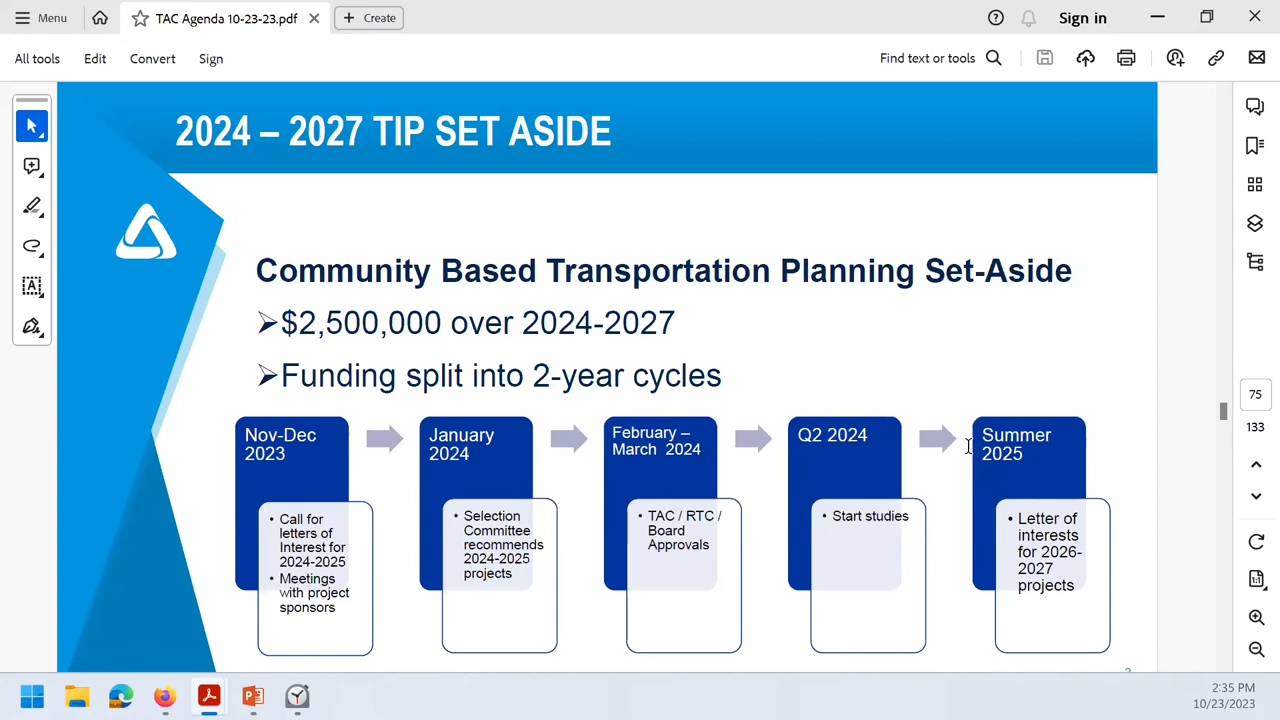 Menu
TAC Agenda 10-23-23.pdf
Create
Sign in
All tools
Edit
Convert
Sign
Find text or tools
2024 – 2027 TIP SET ASIDE
Community Based Transportation Planning Set-Aside
➢$2,500,000 over 2024-2027
➢Funding split into 2-year cycles
Nov-Dec
2023
• Call for
letters of
Interest for
2024-2025
• Meetings
with project
sponsors
January
2024
• Selection
Committee
recommends
2024-2025
projects
February –
March 2024
• TAC / RTC /
Board
Approvals
Q2 2024
• Start studies
Summer
2025
• Letter of
interests
for 2026-
2027
projects
75
133
2:35 PM
10/23/2023